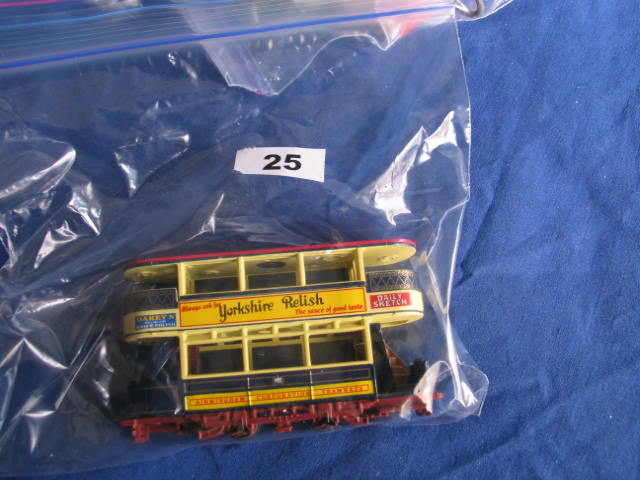 25
Always ask for
Yorkshire Relish
The sauce of good taste
DAILY
SKETCH
OAKEY'S
BIRMINGHAM CORPORATION TRAMWAYS